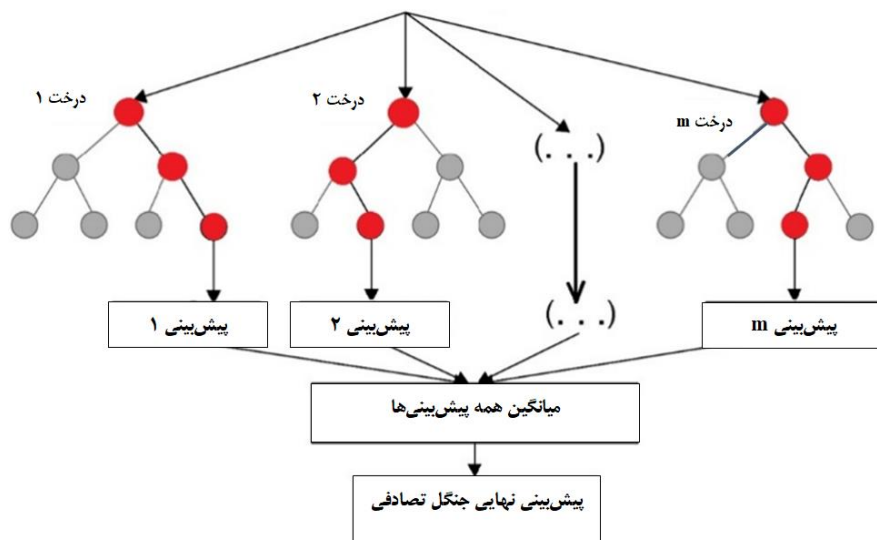 درخت ۱
درخت ۲
درخت m
(. . .)
(. . .)
پیش‌بینی ۱
پیش‌بینی ۲
پیش‌بینی m
میانگین همه پیش‌بینی‌ها
پیش‌بینی نهایی جنگل تصادفی